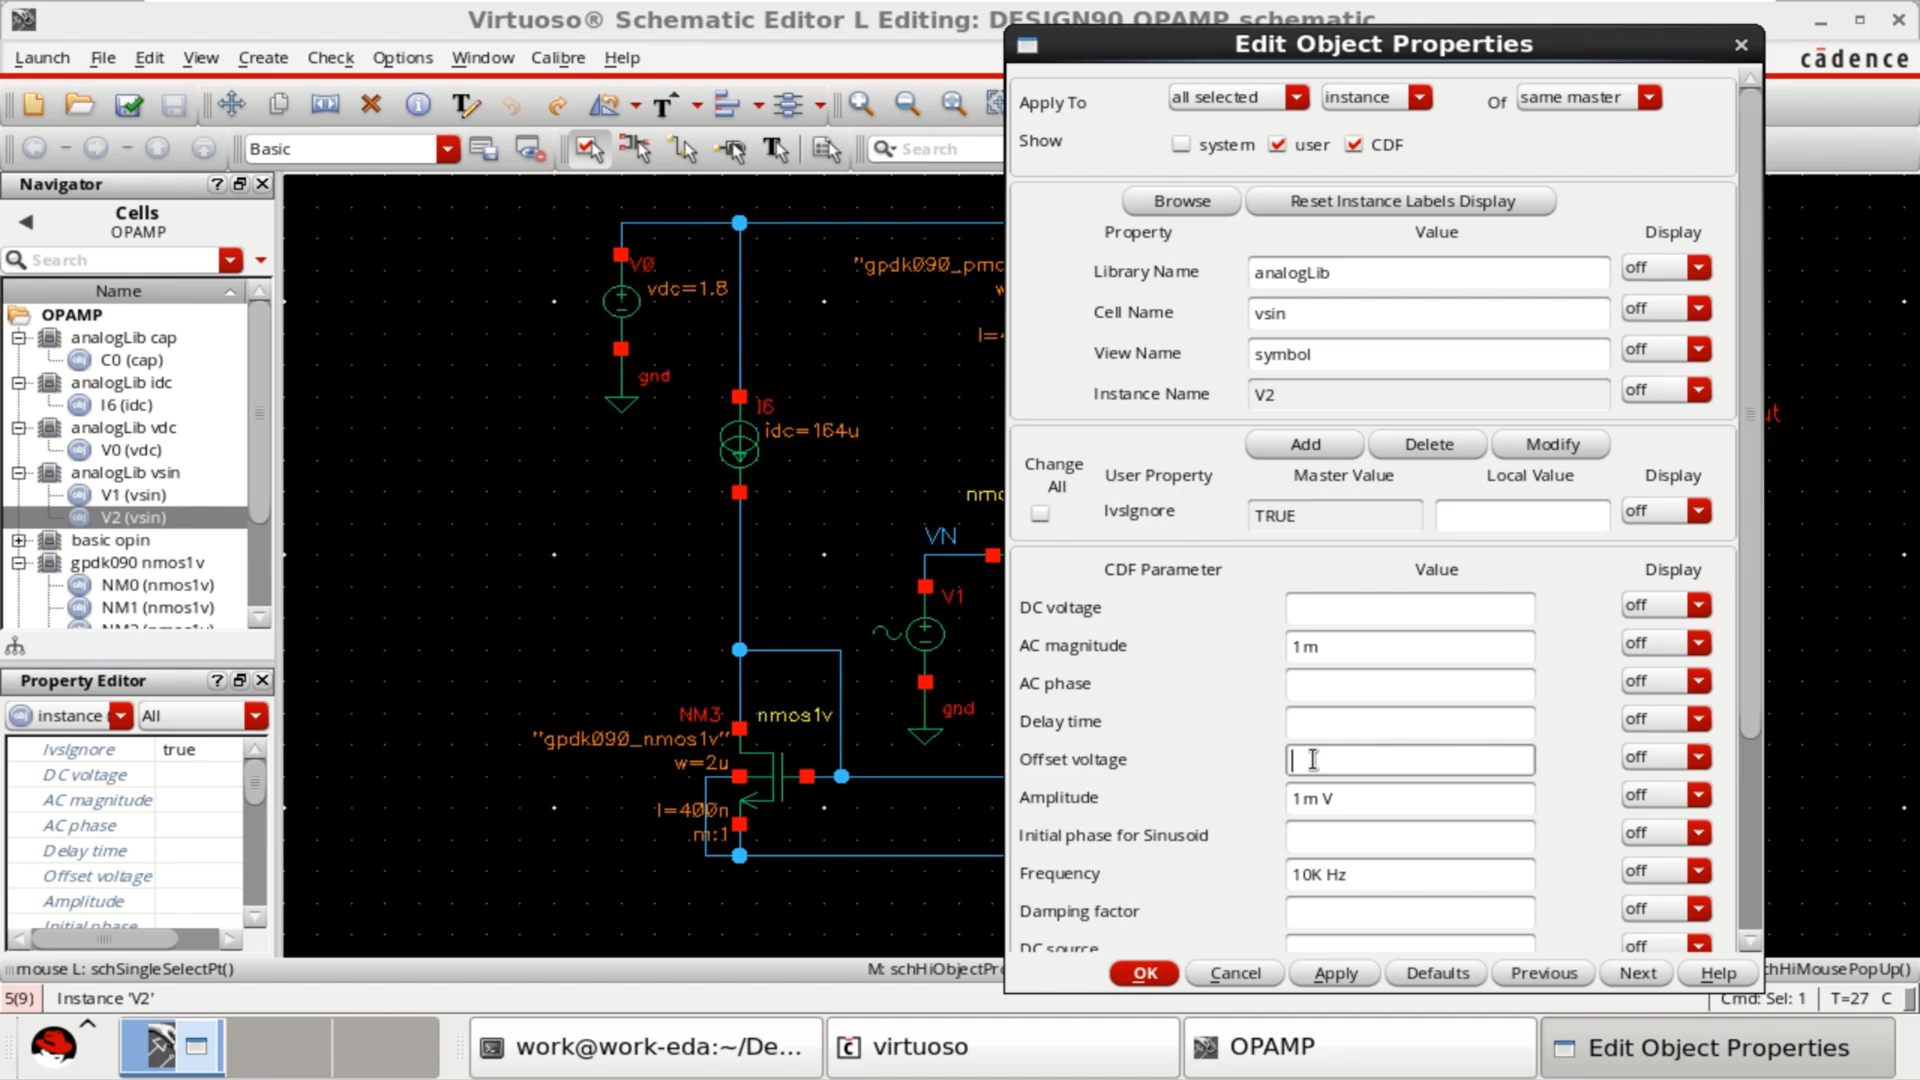 Virtuoso® Schematic Editor L Editing: DESIGN90 OPAMP schematic
Launch File Edit View Create Check Options Window Calibre Help
cādence
Basic
Search
Navigator
Cells
OPAMP
Search
Name
OPAMP
analogLib cap
C0 (cap)
analogLib idc
I6 (idc)
analogLib vdc
V0 (vdc)
analogLib vsin
V1 (vsin)
V2 (vsin)
basic opin
gpdk090 nmos1v
NM0 (nmos1v)
NM1 (nmos1v)
Property Editor
instance
All
lvsIgnore true
DC voltage
AC magnitude
AC phase
Delay time
Offset voltage
Amplitude
Initial phase
V0
vdc=1.8
gnd
"gpdk090_pmo
I6
idc=164u
nmo
VN
V1
gnd
NM3
nmos1v
"gpdk090_nmos1v"
w=2u
l=400n
m:1
Edit Object Properties
Apply To all selected instance Of same master
Show system user CDF
Browse Reset Instance Labels Display
Property Value Display
Library Name analogLib off
Cell Name vsin off
View Name symbol off
Instance Name V2 off
Add Delete Modify
Change All
User Property Master Value Local Value Display
lvsIgnore TRUE off
CDF Parameter Value Display
DC voltage off
AC magnitude 1m off
AC phase off
Delay time off
Offset voltage off
Amplitude 1m V off
Initial phase for Sinusoid off
Frequency 10K Hz off
Damping factor off
DC source off
OK Cancel Apply Defaults Previous Next Help
mouse L: schSingleSelectPt()
M: schHiObjectPr
chHiMousePopUp()
5(9) Instance 'V2'
Cmd: Sel: 1 T=27 C
work@work-eda:~/De...
virtuoso
OPAMP
Edit Object Properties